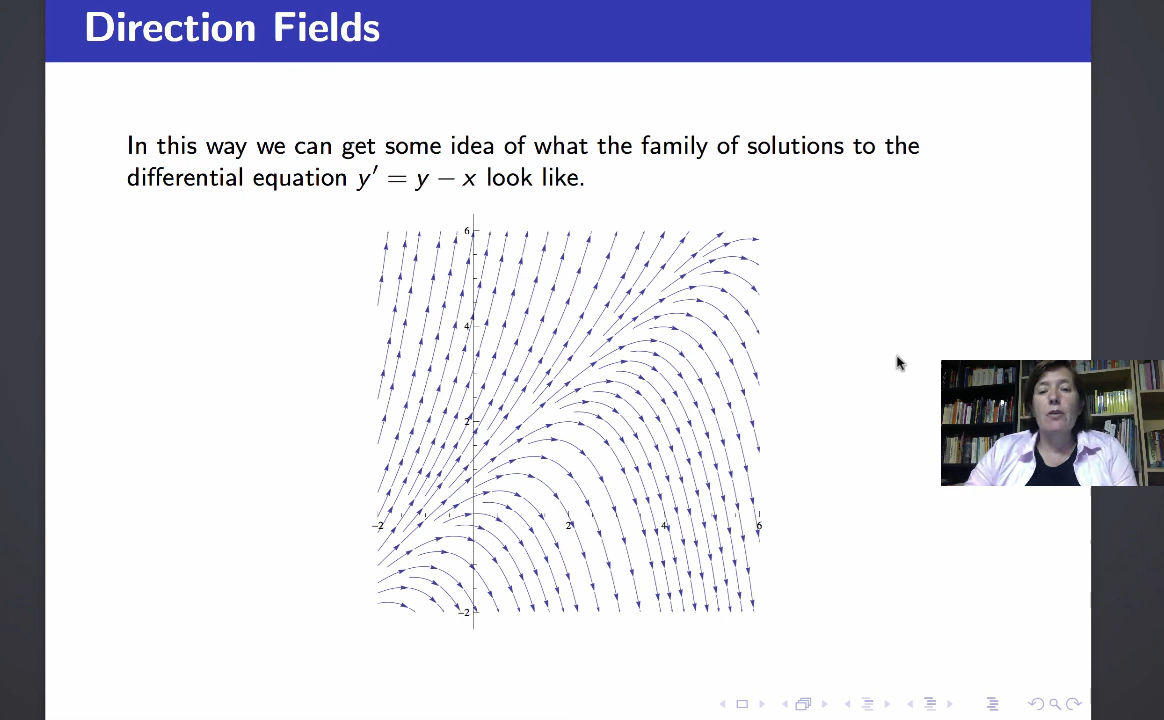 Direction Fields
In this way we can get some idea of what the family of solutions to the
differential equation y′ = y − x look like.
6
4
2
−2
2
4
6
−2